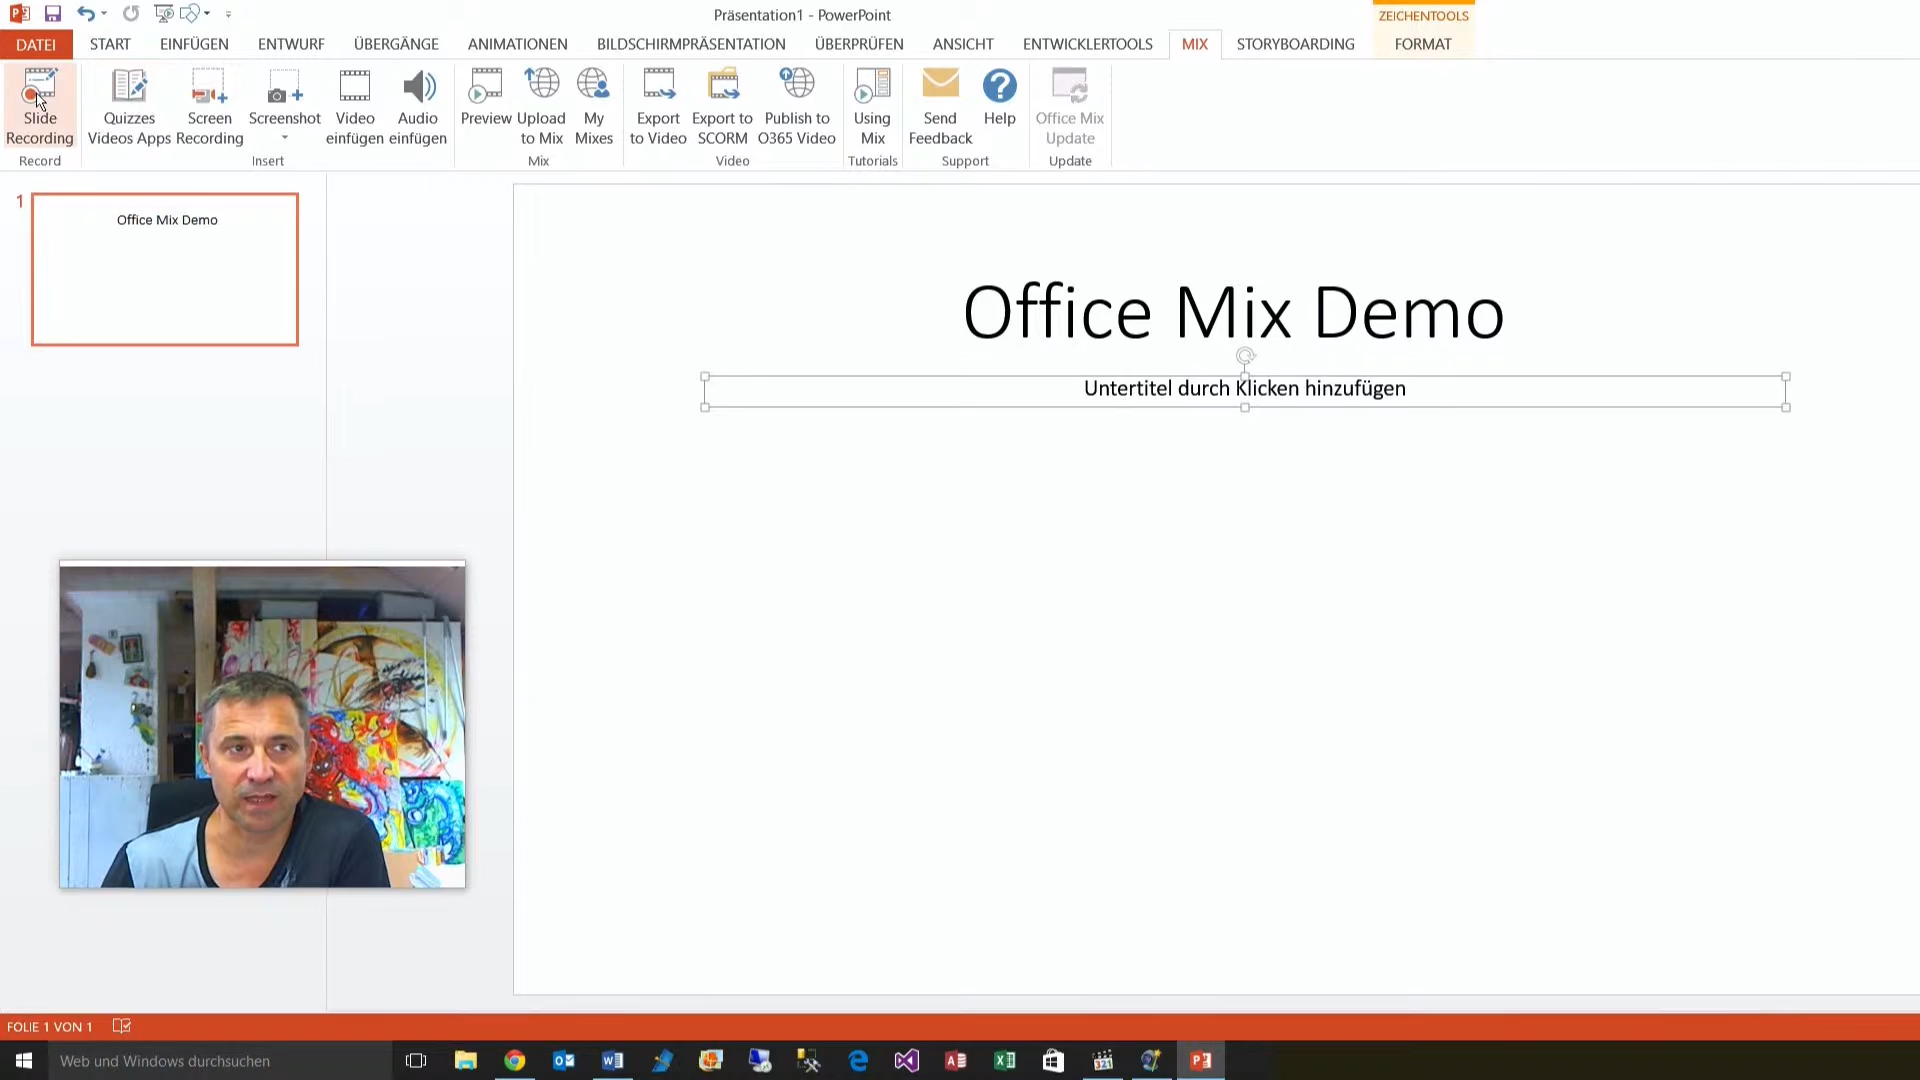 Präsentation1 - PowerPoint
ZEICHENTOOLS
DATEI START EINFÜGEN ENTWURF ÜBERGÄNGE ANIMATIONEN BILDSCHIRMPRÄSENTATION ÜBERPRÜFEN ANSICHT ENTWICKLERTOOLS MIX STORYBOARDING FORMAT
Slide Quizzes Screen Screenshot Video Audio Preview Upload My Export Export to Publish to Using Send Help Office Mix
Recording Videos Apps Recording einfügen einfügen to Mix Mixes to Video SCORM O365 Video Mix Feedback Update
Record Insert Mix Video Tutorials Support Update
1
Office Mix Demo
Office Mix Demo
Untertitel durch Klicken hinzufügen
FOLIE 1 VON 1
Web und Windows durchsuchen
321